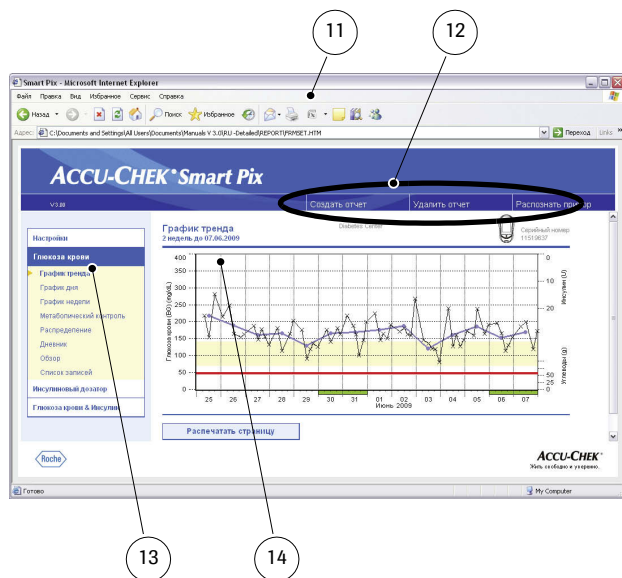 11
12
Smart Pix - Microsoft Internet Explorer
Файл Правка Вид Избранное Сервис Справка
Назад Поиск Избранное
Адрес: C:\Documents and Settings\All Users\Documents\Manuals V 3.0\RU -Detailed\REPORT\FRMSET.HTM Переход Links »
ACCU-CHEK® Smart Pix
Создать отчет Удалить отчет Распознать прибор
График тренда
2 недель до 07.06.2009
Diabetes Center
Серийный номер
11519837
Настройки
Глюкоза крови
График тренда
График дня
График недели
Метаболический контроль
Распределение
Дневник
Обзор
Список записей
Инсулиновый дозатор
Глюкоза крови & Инсулин
Глюкоза крови (BG) (mg/dL)
400
350
300
250
200
150
100
50
0
0
10
20
50
25
0
Инсулин (U)
Углеводы (g)
25 26 27 28 29 30 31 01 02 03 04 05 06 07
Июнь 2009
Распечатать страницу
Roche
ACCU-CHEK®
Жить свободно и уверенно.
Готово My Computer
13
14